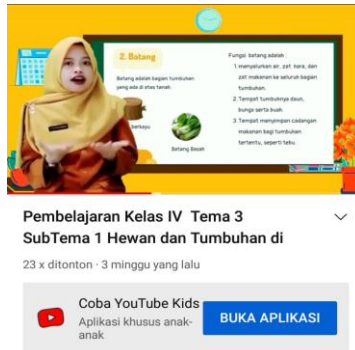 2. Batang
Batang adalah bagian tumbuhan
yang ada di atas tanah.
berkayu
Batang Basah
Fungsi batang adalah :
1. menyalurkan air, zat hara, dan
zat makanan ke seluruh bagian
tumbuhan.
2. Tempat tumbuhnya daun,
bunga serta buah.
3. Tempat menyimpan cadangan
makanan bagi tumbuhan
tertentu, seperti tebu.
Pembelajaran Kelas IV Tema 3
SubTema 1 Hewan dan Tumbuhan di
23 x ditonton · 3 minggu yang lalu
Coba YouTube Kids
Aplikasi khusus anak-
anak
BUKA APLIKASI